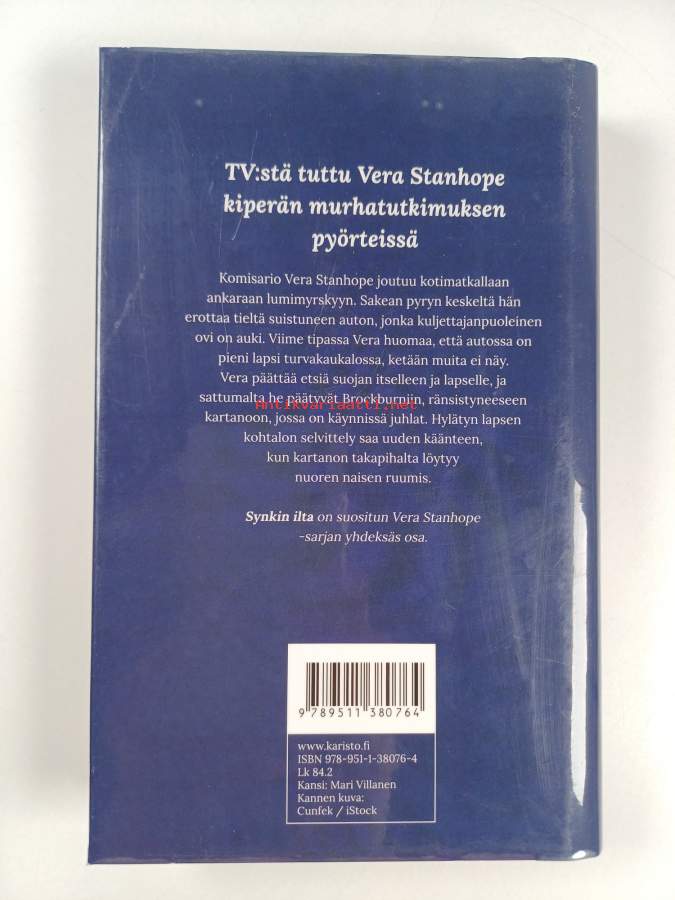 TV:stä tuttu Vera Stanhope
kiperän murhatutkimuksen
pyörteissä
Komisario Vera Stanhope joutuu kotimatkallaan
ankaraan lumimyrskyyn. Sakean pyryn keskeltä hän
erottaa tieltä suistuneen auton, jonka kuljettajanpuoleinen
ovi on auki. Viime tipassa Vera huomaa, että autossa on
pieni lapsi turvakaukalossa, ketään muita ei näy.
Vera päättää etsiä suojan itselleen ja lapselle, ja
sattumalta he päätyvät Brockburniin, ränsistyneeseen
Antikvariaatti.net
kartanoon, jossa on käynnissä juhlat. Hylätyn lapsen
kohtalon selvittely saa uuden käänteen,
kun kartanon takapihalta löytyy
nuoren naisen ruumis.
Synkin ilta on suositun Vera Stanhope
-sarjan yhdeksäs osa.
9 789511 380764
www.karisto.fi
ISBN 978-951-1-38076-4
Lk 84.2
Kansi: Mari Villanen
Kannen kuva:
Cunfek / iStock